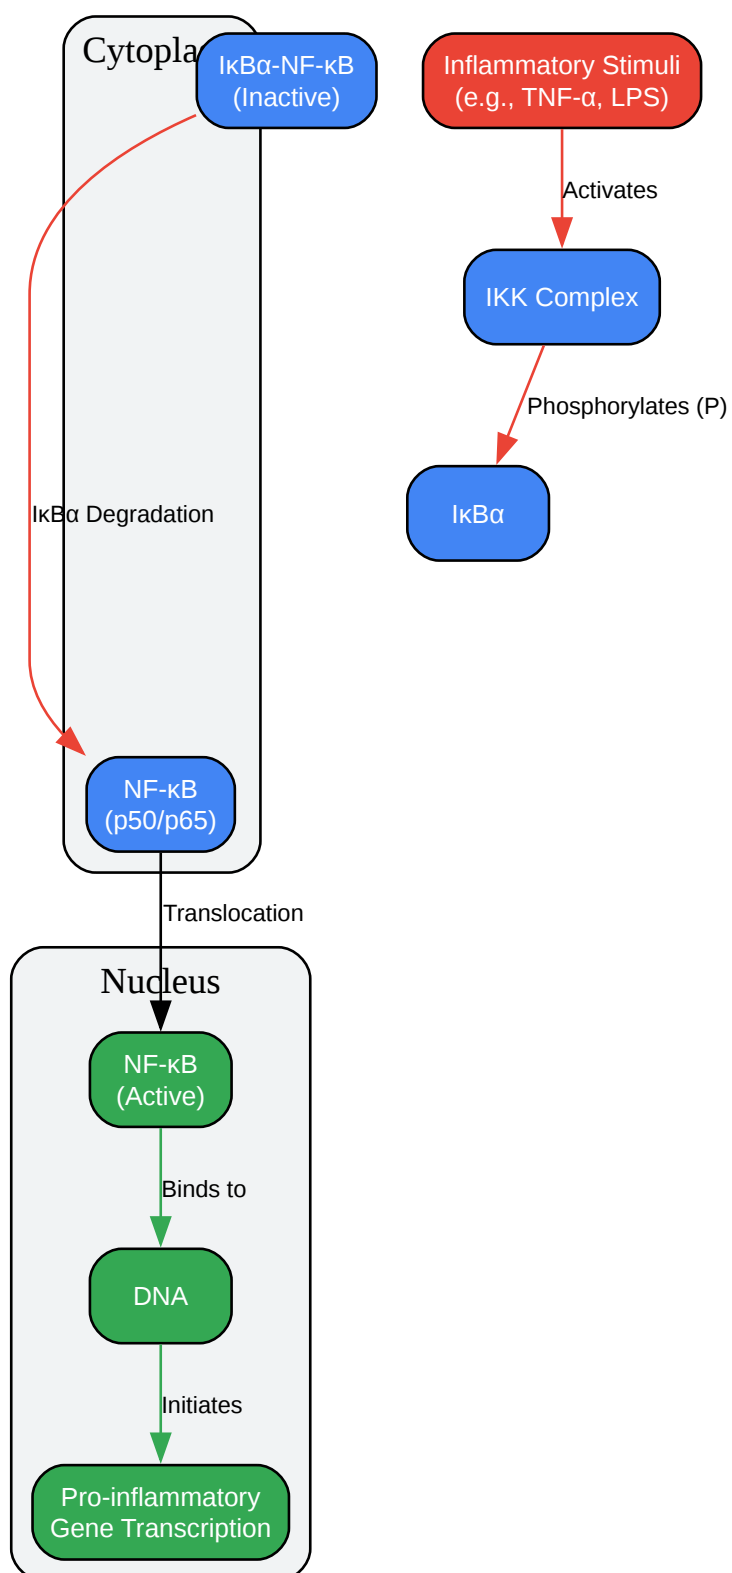 Cytoplas
IκBα-NF-κB
(Inactive)
Inflammatory Stimuli
(e.g., TNF-α, LPS)
Activates
IKK Complex
Phosphorylates (P)
IκBα
IκBα Degradation
NF-κB
(p50/p65)
Translocation
Nucleus
NF-κB
(Active)
Binds to
DNA
Initiates
Pro-inflammatory
Gene Transcription